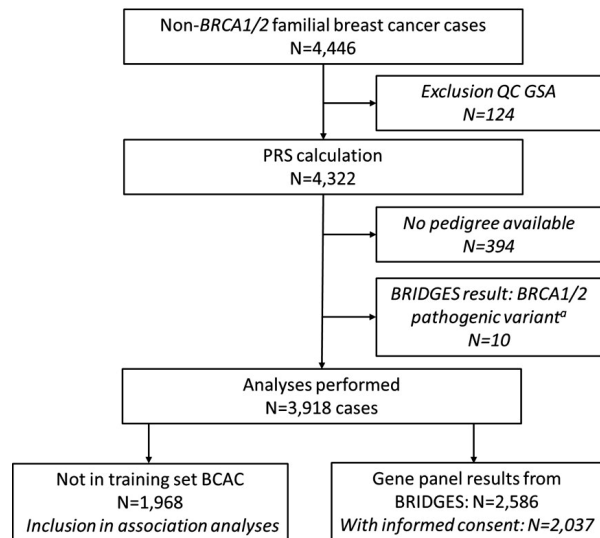 Non-BRCA1/2 familial breast cancer cases
N=4,446
Exclusion QC GSA
N=124
PRS calculation
N=4,322
No pedigree available
N=394
BRIDGES result: BRCA1/2
pathogenic variantᵃ
N=10
Analyses performed
N=3,918 cases
Not in training set BCAC
N=1,968
Inclusion in association analyses
Gene panel results from
BRIDGES: N=2,586
With informed consent: N=2,037